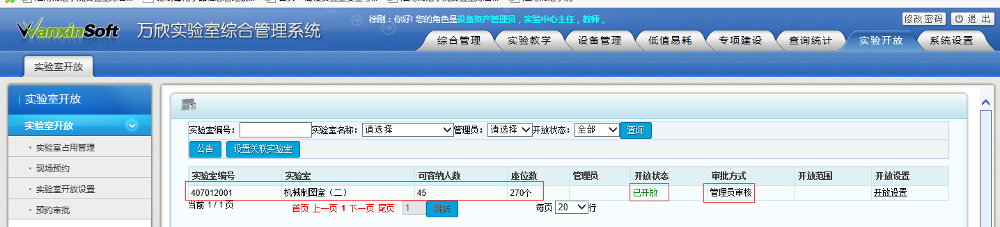 徐刚：你好! 您的角色是设备资产管理员，实验中心主任，教师，
修改密码 退 出
WanxinSoft 万欣实验室综合管理系统
综合管理 实验教学 设备管理 低值易耗 专项建设 查询统计 实验开放 系统设置
实验室开放
实验室开放
实验室开放
· 实验室占用管理
· 现场预约
· 实验室开放设置
· 预约审批
实验室编号： 实验室名称： 请选择 管理员： 请选择 开放状态： 全部 查询
公告 设置关联实验室
实验室编号 实验室 可容纳人数 座位数 管理员 开放状态 审批方式 开放范围 开放设置
407012001 机械制图室（二） 45 270个 已开放 管理员审核 开放设置
当前 1 / 1 页 首页 上一页 1 下一页 尾页 1 跳转 每页 20 行